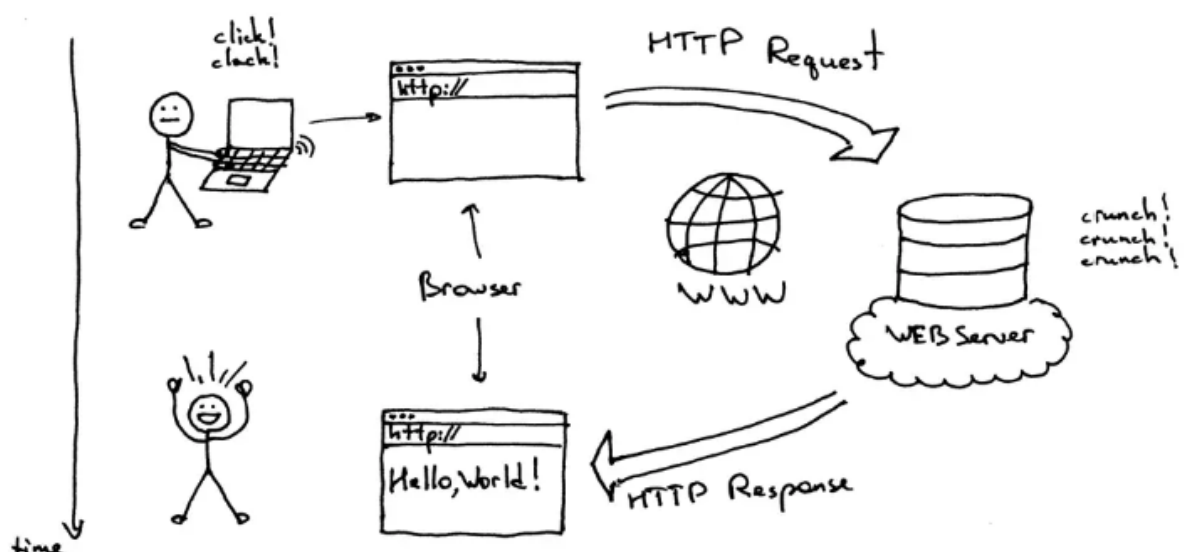 click!
clack!
HTTP Request
http://
crunch!
crunch!
crunch!
WWW
Browser
WEB Server
http://
Hello, World!
HTTP Response
time